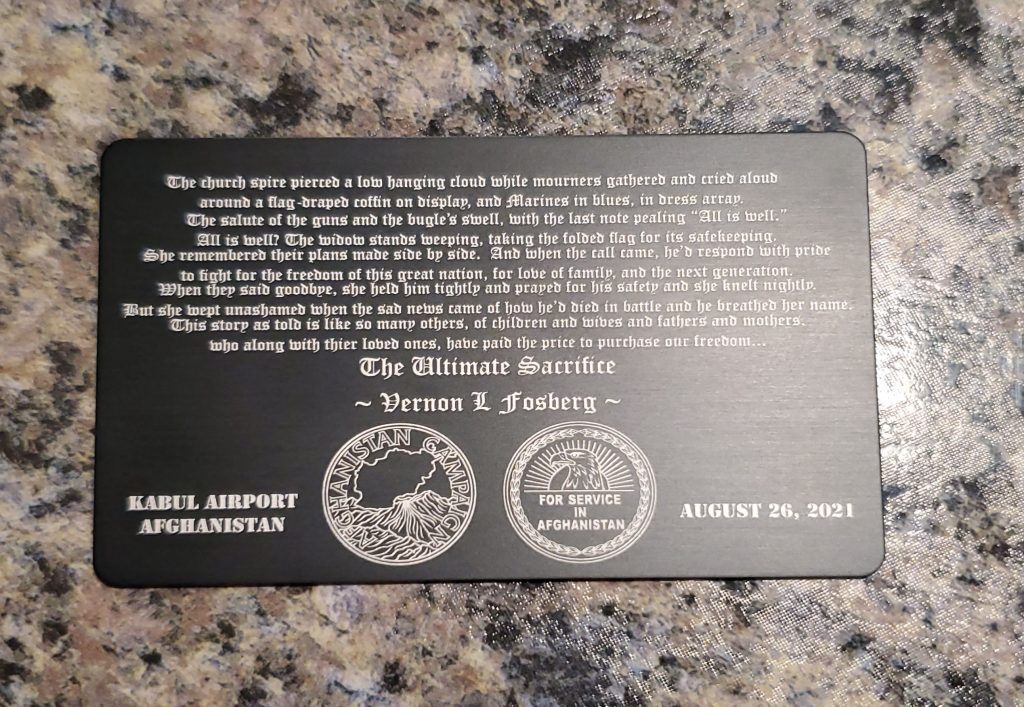 The church spire pierced a low hanging cloud while mourners gathered and cried aloud
around a flag-draped coffin on display, and Marines in blues, in dress array.
The salute of the guns and the bugle's swell, with the last note pealing "All is well."
All is well? The widow stands weeping, taking the folded flag for its safekeeping.
She remembered their plans made side by side. And when the call came, he'd respond with pride
to fight for the freedom of this great nation, for love of family, and the next generation.
When they said goodbye, she held him tightly and prayed for his safety and she knelt nightly.
But she wept unashamed when the sad news came of how he'd died in battle and he breathed her name.
This story as told is like so many others, of children and wives and fathers and mothers.
who along with thier loved ones, have paid the price to purchase our freedom...
The Ultimate Sacrifice
~ Vernon L Fosberg ~
AFGHANISTAN CAMPAIGN
FOR SERVICE
IN
AFGHANISTAN
KABUL AIRPORT
AFGHANISTAN
AUGUST 26, 2021